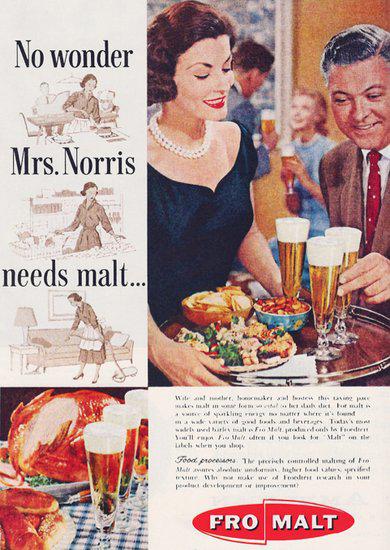 No wonder
Mrs. Norris
needs malt...
Wife and mother, homemaker and hostess this taxing pace
makes malt in some form so vital to her daily diet. For malt is
a source of sparkling energy no matter where it's found
in a wide variety of good foods and beverages. Today's most
widely used barley malt is Fro Malt, produced only by Froedtert
You'll enjoy Fro Malt often if you look for "Malt" on the
labels when you shop.
Food processors: The precisely controlled malting of Fro
Malt assures absolute uniformity, higher food values, specified
texture. Why not make use of Froedtert research in your
product development or improvement?
FRO MALT